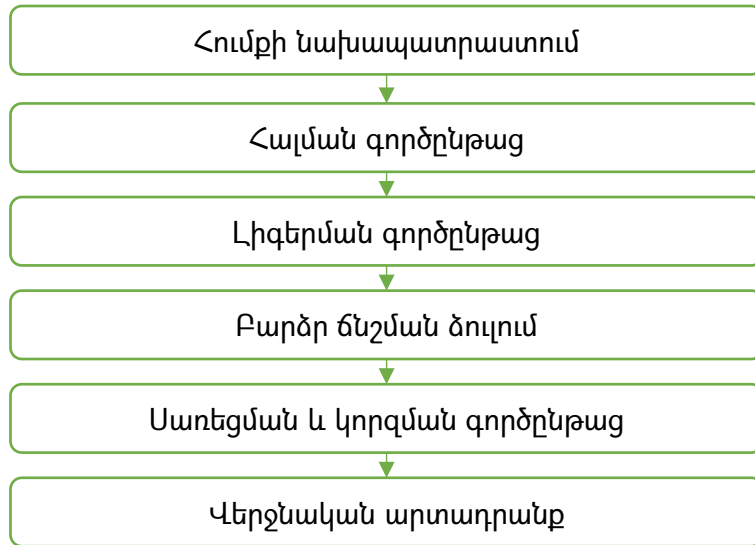 Հումքի նախապատրաստում
Հալման գործընթաց
Լիգերման գործընթաց
Բարձր ճնշման ձուլում
Սառեցման և կորզման գործընթաց
Վերջնական արտադրանք